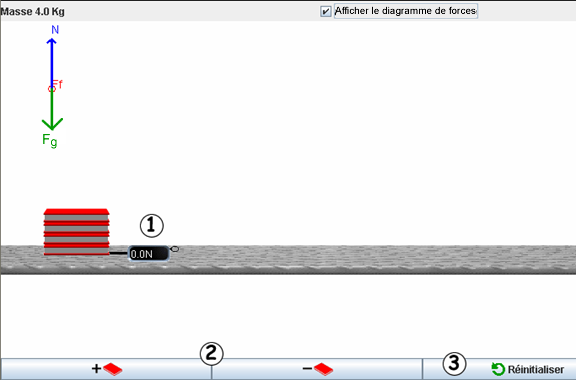 Masse 4.0 Kg
Afficher le diagramme de forces
N
Ff
Fg
1
0.0N
2
3
+
−
Réinitialiser